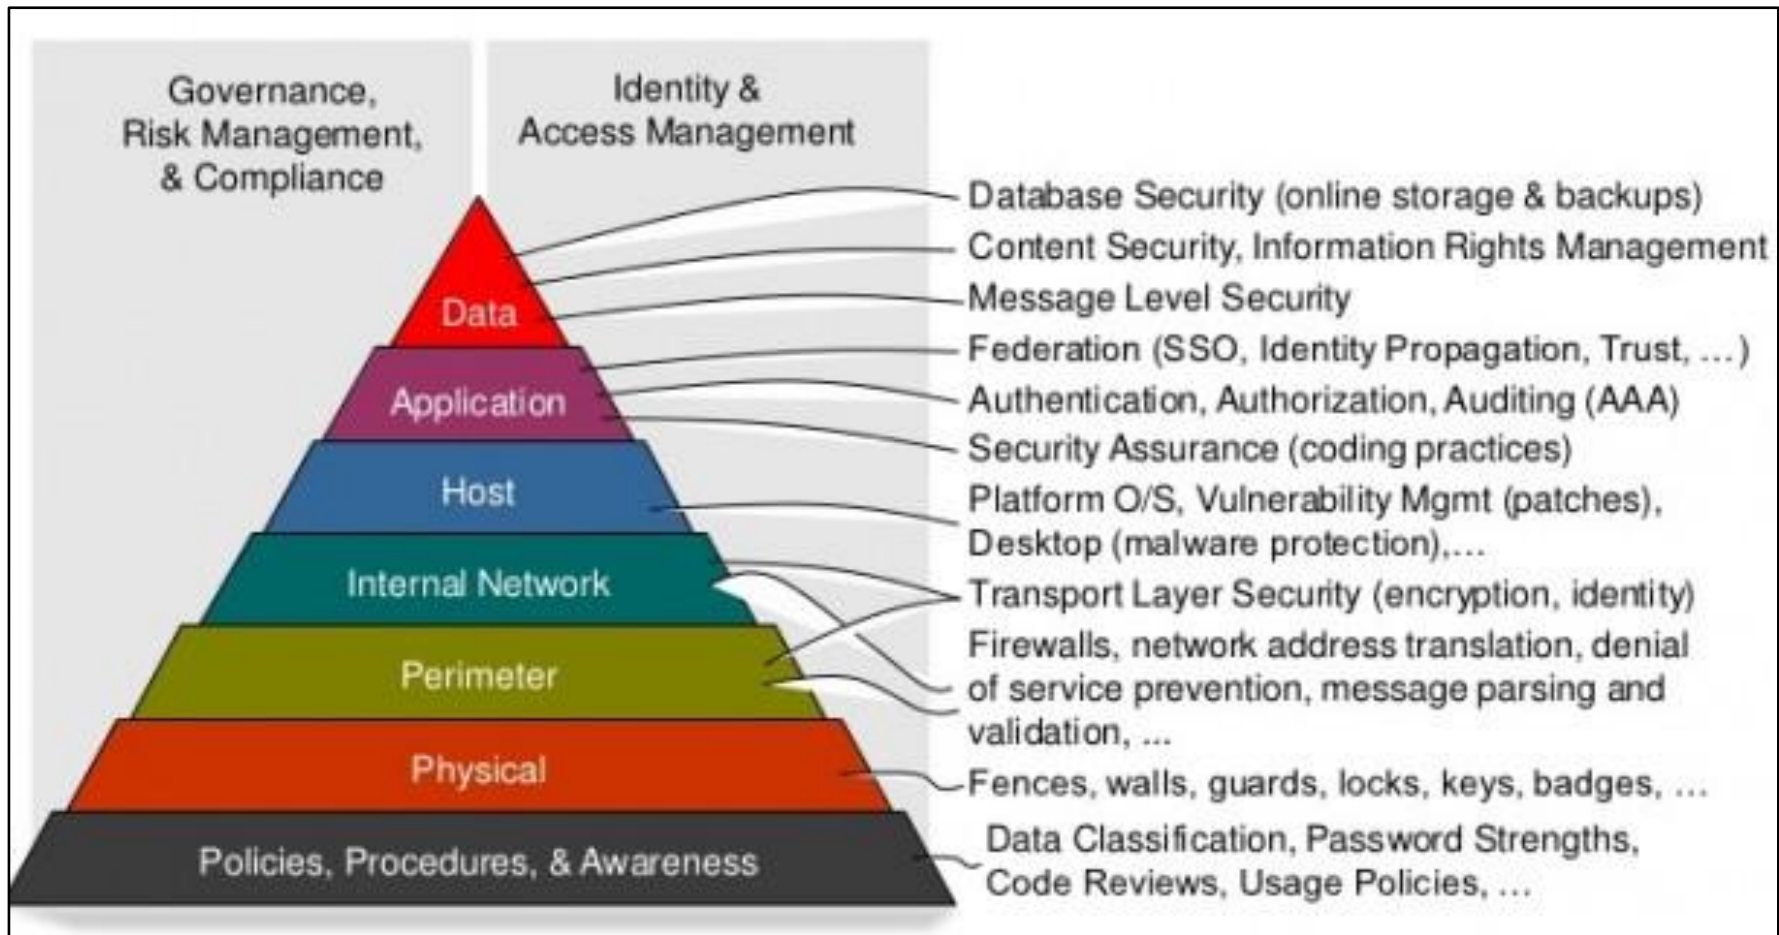 Governance,
Risk Management,
& Compliance
Identity &
Access Management
Data
Application
Host
Internal Network
Perimeter
Physical
Policies, Procedures, & Awareness
Database Security (online storage & backups)
Content Security, Information Rights Management
Message Level Security
Federation (SSO, Identity Propagation, Trust, …)
Authentication, Authorization, Auditing (AAA)
Security Assurance (coding practices)
Platform O/S, Vulnerability Mgmt (patches),
Desktop (malware protection),…
Transport Layer Security (encryption, identity)
Firewalls, network address translation, denial
of service prevention, message parsing and
validation, ...
Fences, walls, guards, locks, keys, badges, …
Data Classification, Password Strengths,
Code Reviews, Usage Policies, …